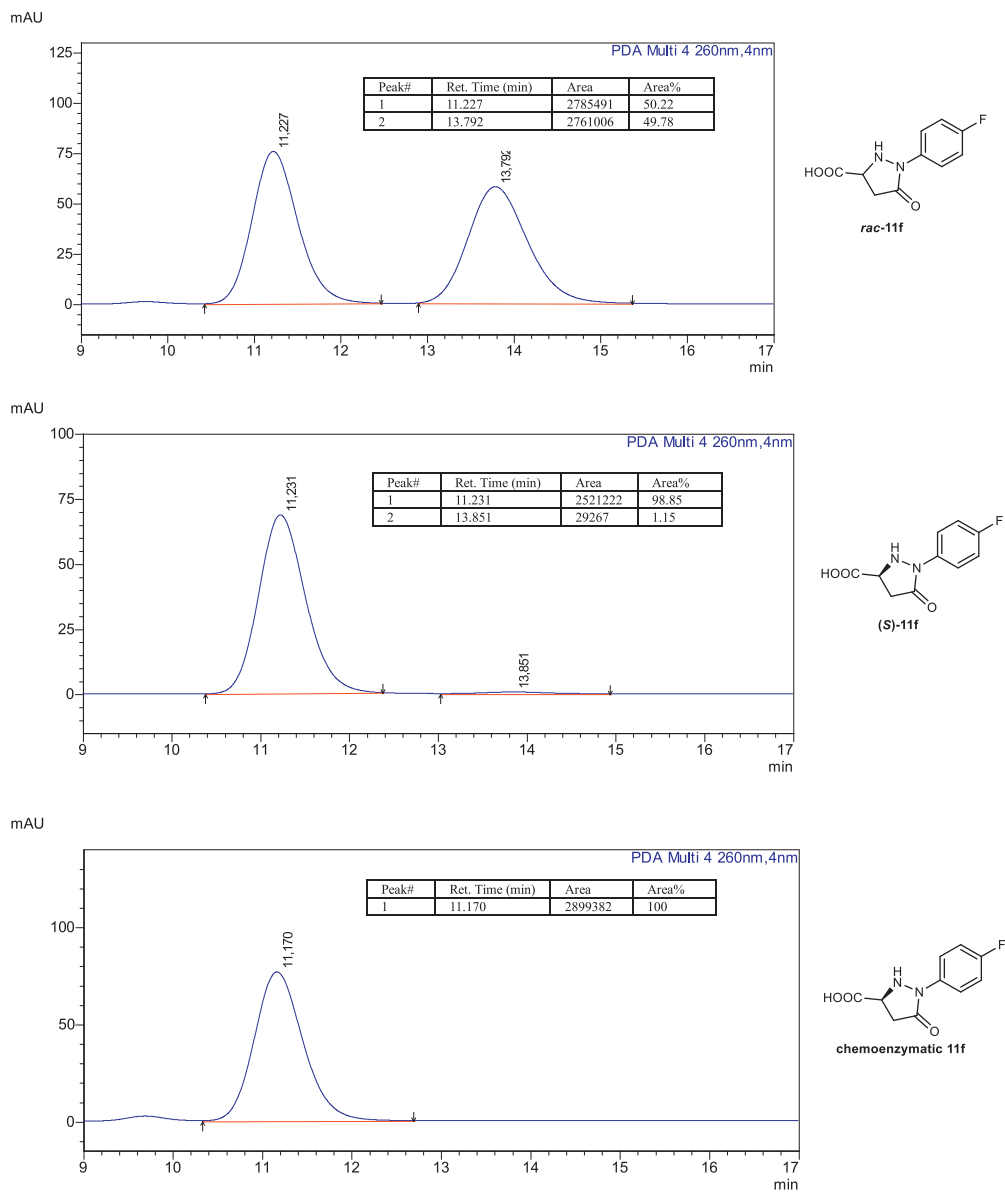 mAU
PDA Multi 4 260nm,4nm
125
100
75
50
25
0
Peak# Ret. Time (min) Area Area%
1 11.227 2785491 50.22
2 13.792 2761006 49.78
11,227
13,792
9 10 11 12 13 14 15 16 17
min
HOOC H N N O F
rac-11f
mAU
PDA Multi 4 260nm,4nm
100
75
50
25
0
Peak# Ret. Time (min) Area Area%
1 11.231 2521222 98.85
2 13.851 29267 1.15
11,231
13,851
9 10 11 12 13 14 15 16 17
min
HOOC H N N O F
(S)-11f
mAU
PDA Multi 4 260nm,4nm
100
50
0
Peak# Ret. Time (min) Area Area%
1 11.170 2899382 100
11,170
9 10 11 12 13 14 15 16 17
min
HOOC H N N O F
chemoenzymatic 11f